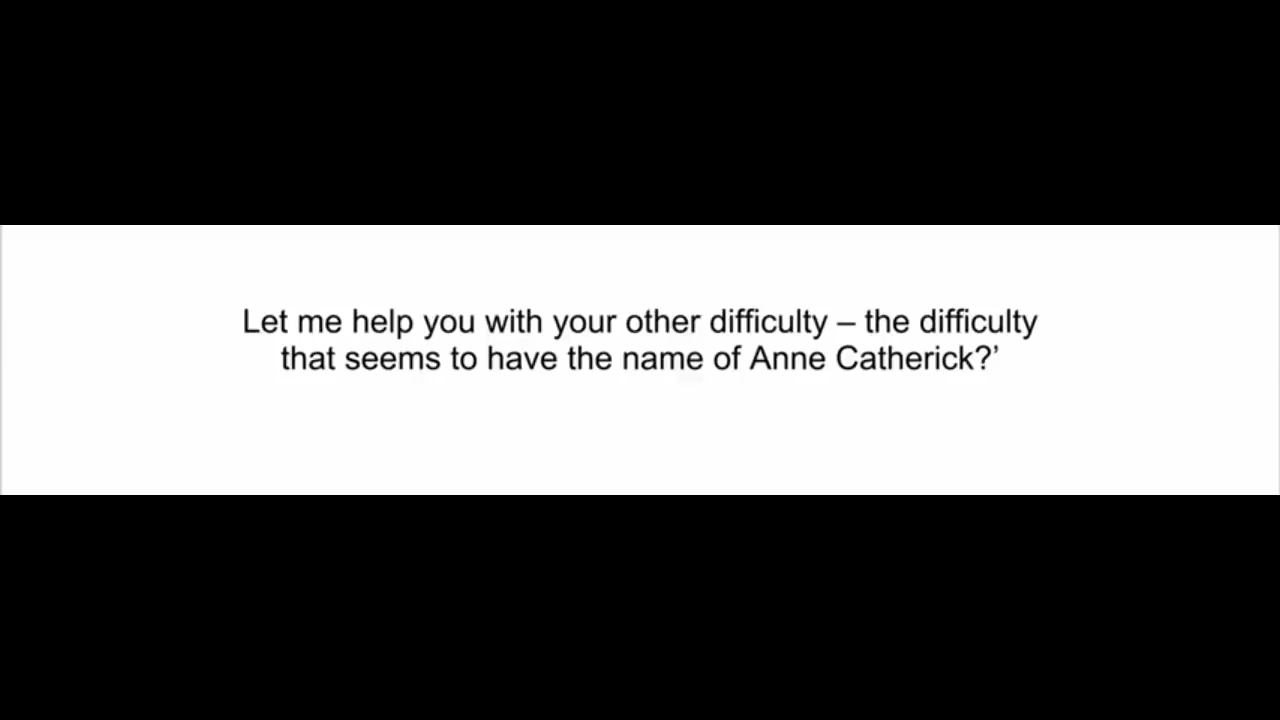 Let me help you with your other difficulty – the difficulty
that seems to have the name of Anne Catherick?’